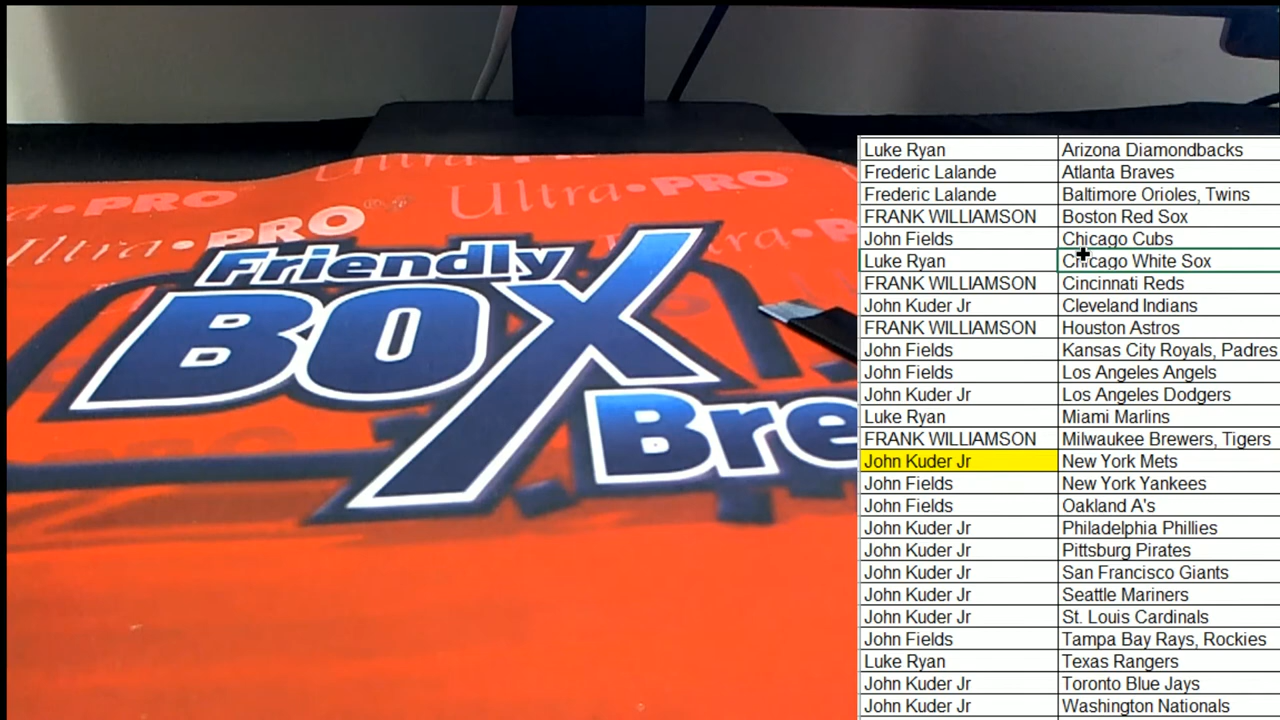 Ultra•PRO
a•PRO
Ultra•PRO
ltra•PRO
Friendly
BOX
Bre
Luke Ryan Arizona Diamondbacks
Frederic Lalande Atlanta Braves
Frederic Lalande Baltimore Orioles, Twins
FRANK WILLIAMSON Boston Red Sox
John Fields Chicago Cubs
Luke Ryan Chicago White Sox
FRANK WILLIAMSON Cincinnati Reds
John Kuder Jr Cleveland Indians
FRANK WILLIAMSON Houston Astros
John Fields Kansas City Royals, Padres
John Fields Los Angeles Angels
John Kuder Jr Los Angeles Dodgers
Luke Ryan Miami Marlins
FRANK WILLIAMSON Milwaukee Brewers, Tigers
John Kuder Jr New York Mets
John Fields New York Yankees
John Fields Oakland A's
John Kuder Jr Philadelphia Phillies
John Kuder Jr Pittsburg Pirates
John Kuder Jr San Francisco Giants
John Kuder Jr Seattle Mariners
John Kuder Jr St. Louis Cardinals
John Fields Tampa Bay Rays, Rockies
Luke Ryan Texas Rangers
John Kuder Jr Toronto Blue Jays
John Kuder Jr Washington Nationals